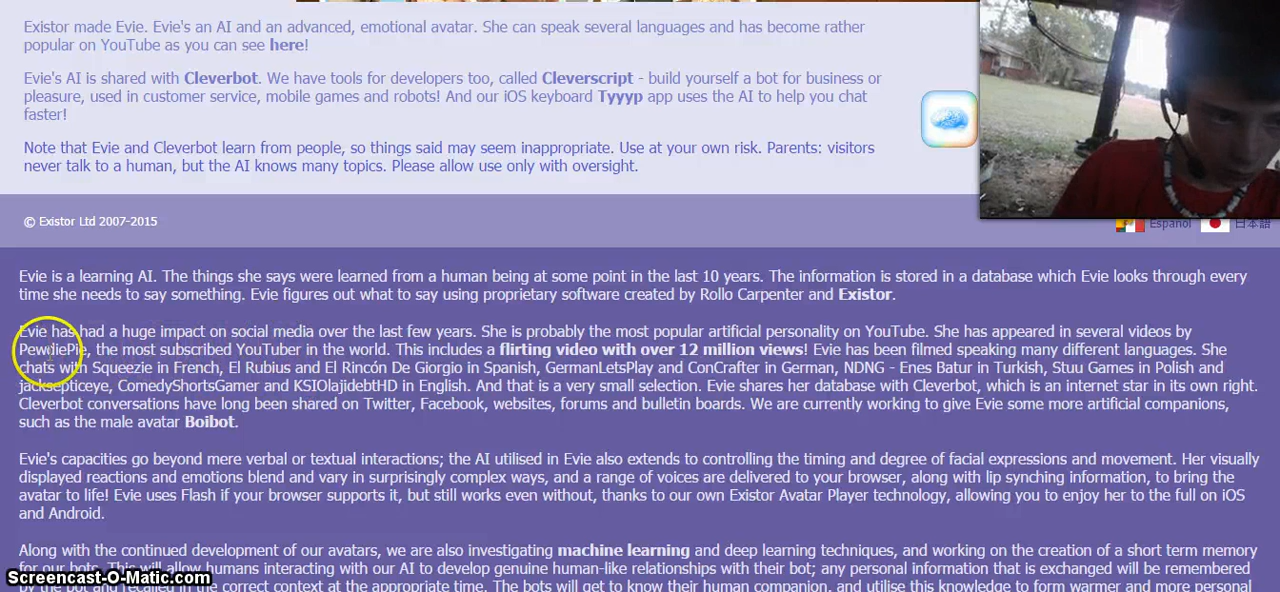 Existor made Evie. Evie's an AI and an advanced, emotional avatar. She can speak several languages and has become rather
popular on YouTube as you can see here!
Evie's AI is shared with Cleverbot. We have tools for developers too, called Cleverscript - build yourself a bot for business or
pleasure, used in customer service, mobile games and robots! And our iOS keyboard Tyyyp app uses the AI to help you chat
faster!
Note that Evie and Cleverbot learn from people, so things said may seem inappropriate. Use at your own risk. Parents: visitors
never talk to a human, but the AI knows many topics. Please allow use only with oversight.
© Existor Ltd 2007-2015
Español 日本語
Evie is a learning AI. The things she says were learned from a human being at some point in the last 10 years. The information is stored in a database which Evie looks through every
time she needs to say something. Evie figures out what to say using proprietary software created by Rollo Carpenter and Existor.
Evie has had a huge impact on social media over the last few years. She is probably the most popular artificial personality on YouTube. She has appeared in several videos by
PewdiePie, the most subscribed YouTuber in the world. This includes a flirting video with over 12 million views! Evie has been filmed speaking many different languages. She
chats with Squeezie in French, El Rubius and El Rincón De Giorgio in Spanish, GermanLetsPlay and ConCrafter in German, NDNG - Enes Batur in Turkish, Stuu Games in Polish and
jacksepticeye, ComedyShortsGamer and KSIOlajidebtHD in English. And that is a very small selection. Evie shares her database with Cleverbot, which is an internet star in its own right.
Cleverbot conversations have long been shared on Twitter, Facebook, websites, forums and bulletin boards. We are currently working to give Evie some more artificial companions,
such as the male avatar Boibot.
Evie's capacities go beyond mere verbal or textual interactions; the AI utilised in Evie also extends to controlling the timing and degree of facial expressions and movement. Her visually
displayed reactions and emotions blend and vary in surprisingly complex ways, and a range of voices are delivered to your browser, along with lip synching information, to bring the
avatar to life! Evie uses Flash if your browser supports it, but still works even without, thanks to our own Existor Avatar Player technology, allowing you to enjoy her to the full on iOS
and Android.
Along with the continued development of our avatars, we are also investigating machine learning and deep learning techniques, and working on the creation of a short term memory
for our bots. This will allow humans interacting with our AI to develop genuine human-like relationships with their bot; any personal information that is exchanged will be remembered
by the bot and recalled in the correct context at the appropriate time. The bots will get to know their human companion, and utilise this knowledge to form warmer and more personal
Screencast-O-Matic.com